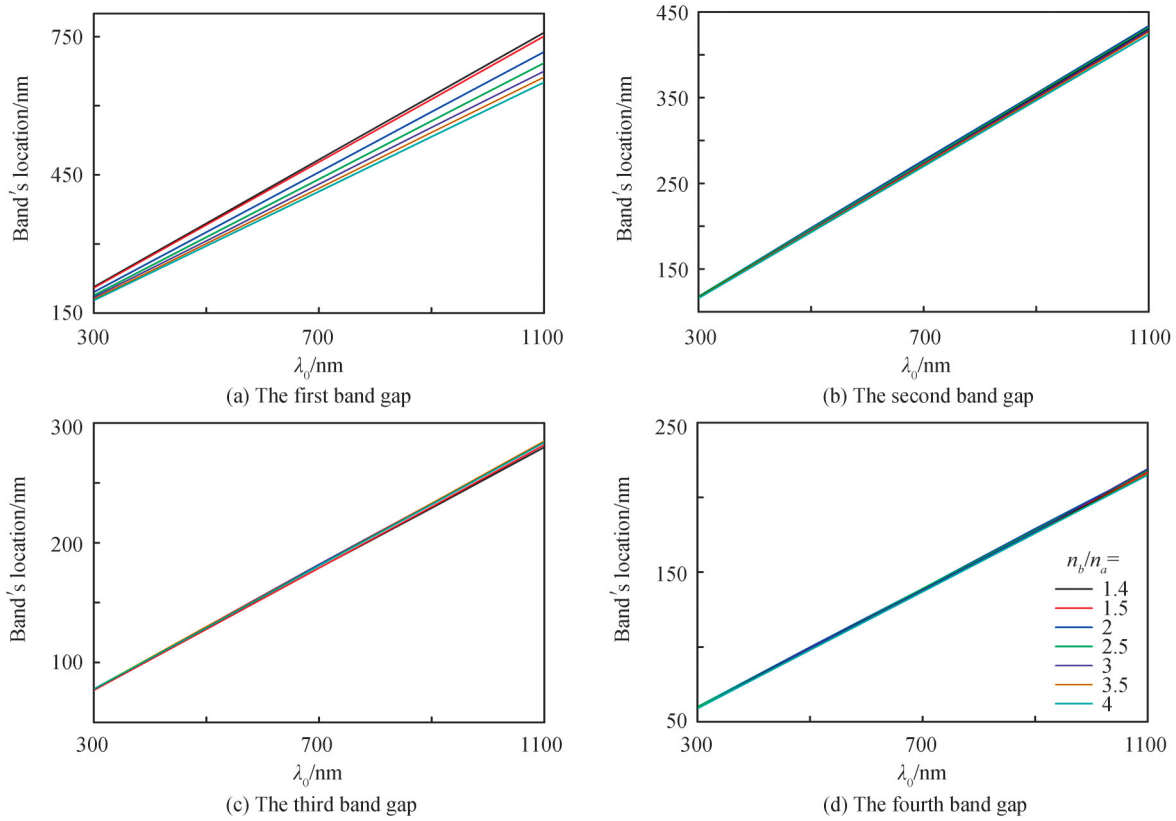 750
450
150
300
700
1100
Band's location/nm
λ0/nm
(a) The first band gap
450
350
250
150
300
700
1100
Band's location/nm
λ0/nm
(b) The second band gap
300
200
100
300
700
1100
Band's location/nm
λ0/nm
(c) The third band gap
250
150
50
300
700
1100
Band's location/nm
λ0/nm
nb/na=
1.4
1.5
2
2.5
3
3.5
4
(d) The fourth band gap